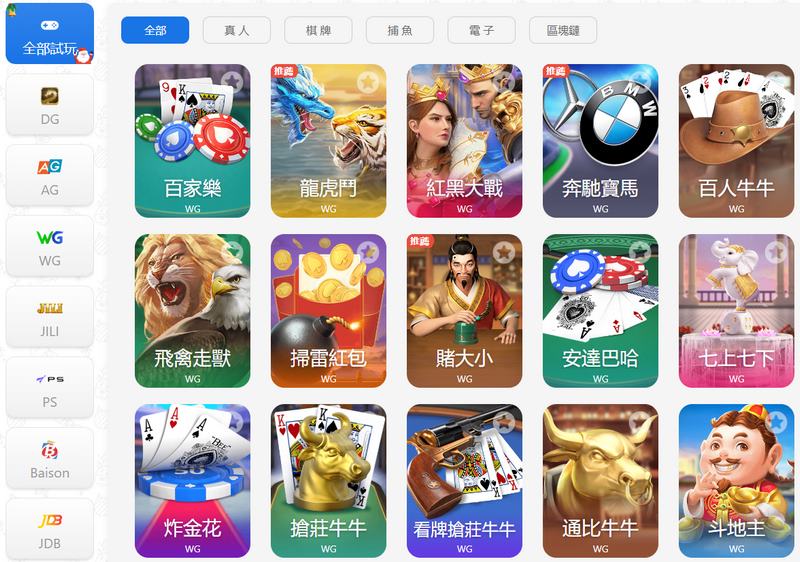 全部試玩
DG
AG
AG
WG
WG
JILI
JILI
PS
PS
Baison
JDB
JDB
全部
真人
棋牌
捕魚
電子
區塊鏈
百家樂
WG
推薦
龍虎鬥
WG
紅黑大戰
WG
推薦
BMW
奔馳寶馬
WG
百人牛牛
WG
飛禽走獸
WG
掃雷紅包
WG
推薦
賭大小
WG
安達巴哈
WG
七上七下
WG
炸金花
WG
搶莊牛牛
WG
看牌搶莊牛牛
WG
通比牛牛
WG
斗地主
WG